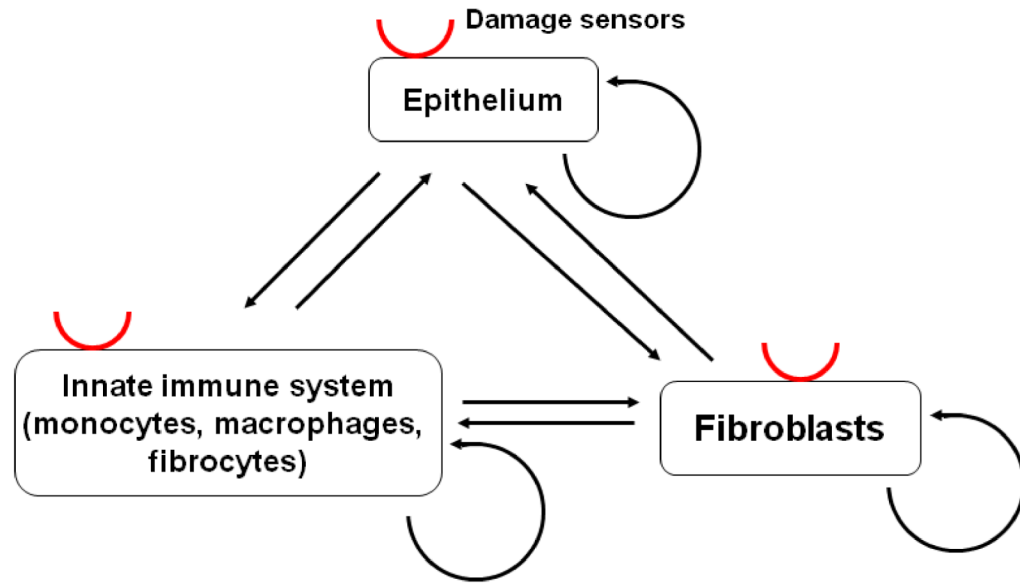 Damage sensors
Epithelium
Innate immune system
(monocytes, macrophages,
fibrocytes)
Fibroblasts